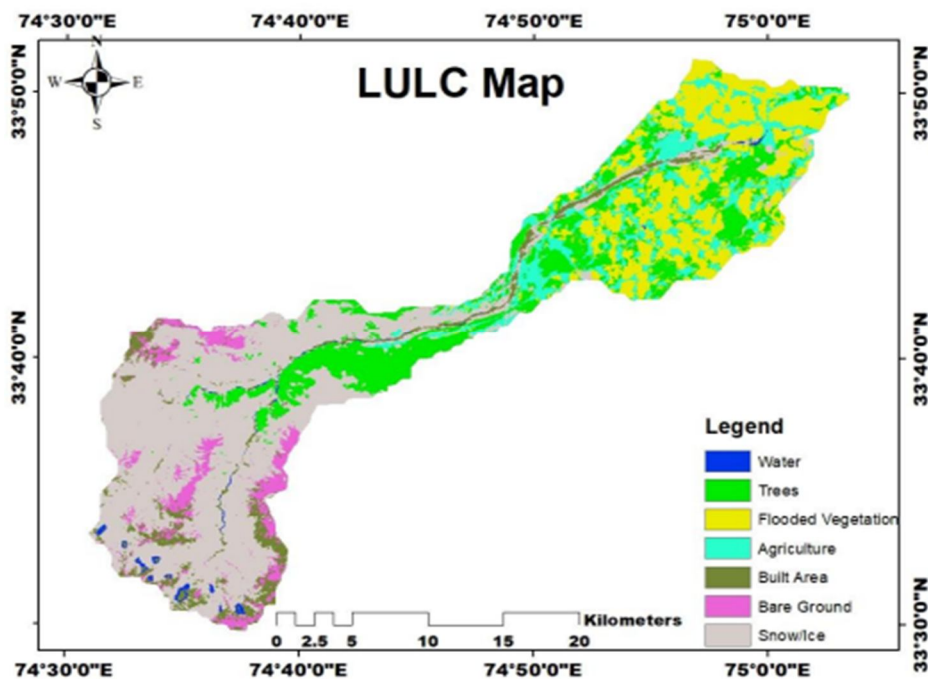 74°30'0"E 74°40'0"E 74°50'0"E 75°0'0"E
N
W E
S
LULC Map
33°50'0"N 33°50'0"N
33°40'0"N 33°40'0"N
33°30'0"N
Legend
Water
Trees
Flooded Vegetation
Agriculture
Built Area
Bare Ground
Snow/Ice
Kilometers
0 2.5 5 10 15 20
74°30'0"E 74°40'0"E 74°50'0"E 75°0'0"E